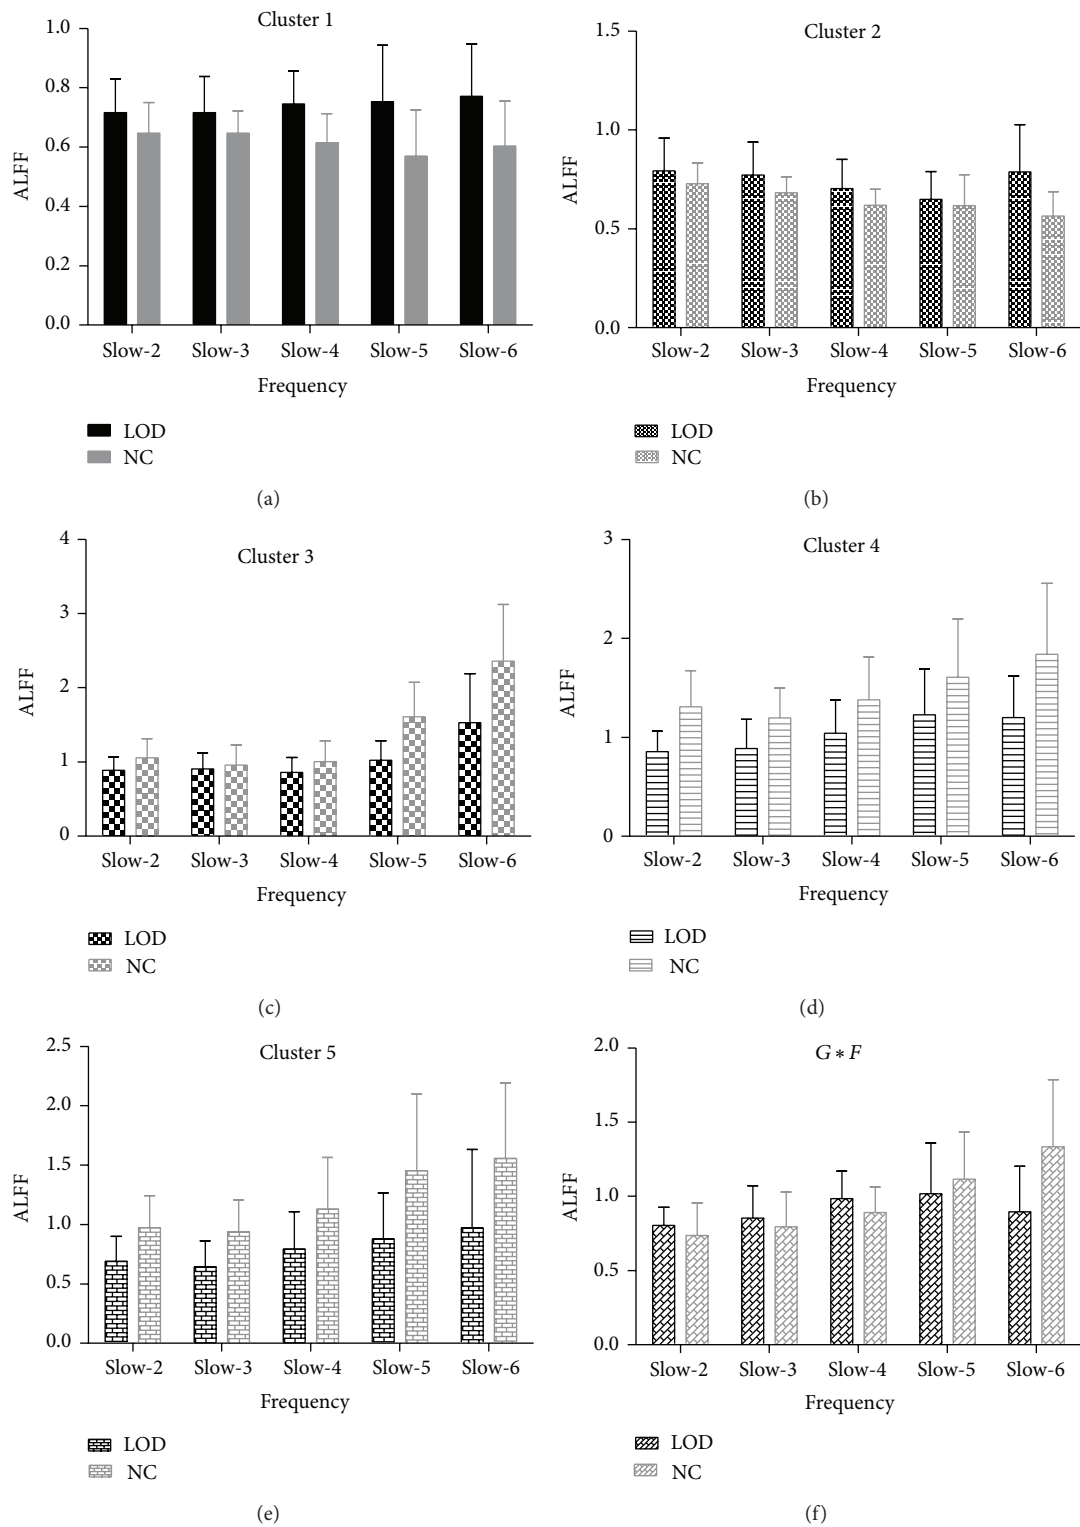 Cluster 1
1.0
0.8
0.6
0.4
0.2
0.0
ALFF
Slow-2 Slow-3 Slow-4 Slow-5 Slow-6
Frequency
LOD
NC
(a)
Cluster 2
1.5
1.0
0.5
0.0
ALFF
Slow-2 Slow-3 Slow-4 Slow-5 Slow-6
Frequency
LOD
NC
(b)
Cluster 3
4
3
2
1
0
ALFF
Slow-2 Slow-3 Slow-4 Slow-5 Slow-6
Frequency
LOD
NC
(c)
Cluster 4
3
2
1
0
ALFF
Slow-2 Slow-3 Slow-4 Slow-5 Slow-6
Frequency
LOD
NC
(d)
Cluster 5
2.5
2.0
1.5
1.0
0.5
0.0
ALFF
Slow-2 Slow-3 Slow-4 Slow-5 Slow-6
Frequency
LOD
NC
(e)
G ∗ F
2.0
1.5
1.0
0.5
0.0
ALFF
Slow-2 Slow-3 Slow-4 Slow-5 Slow-6
Frequency
LOD
NC
(f)